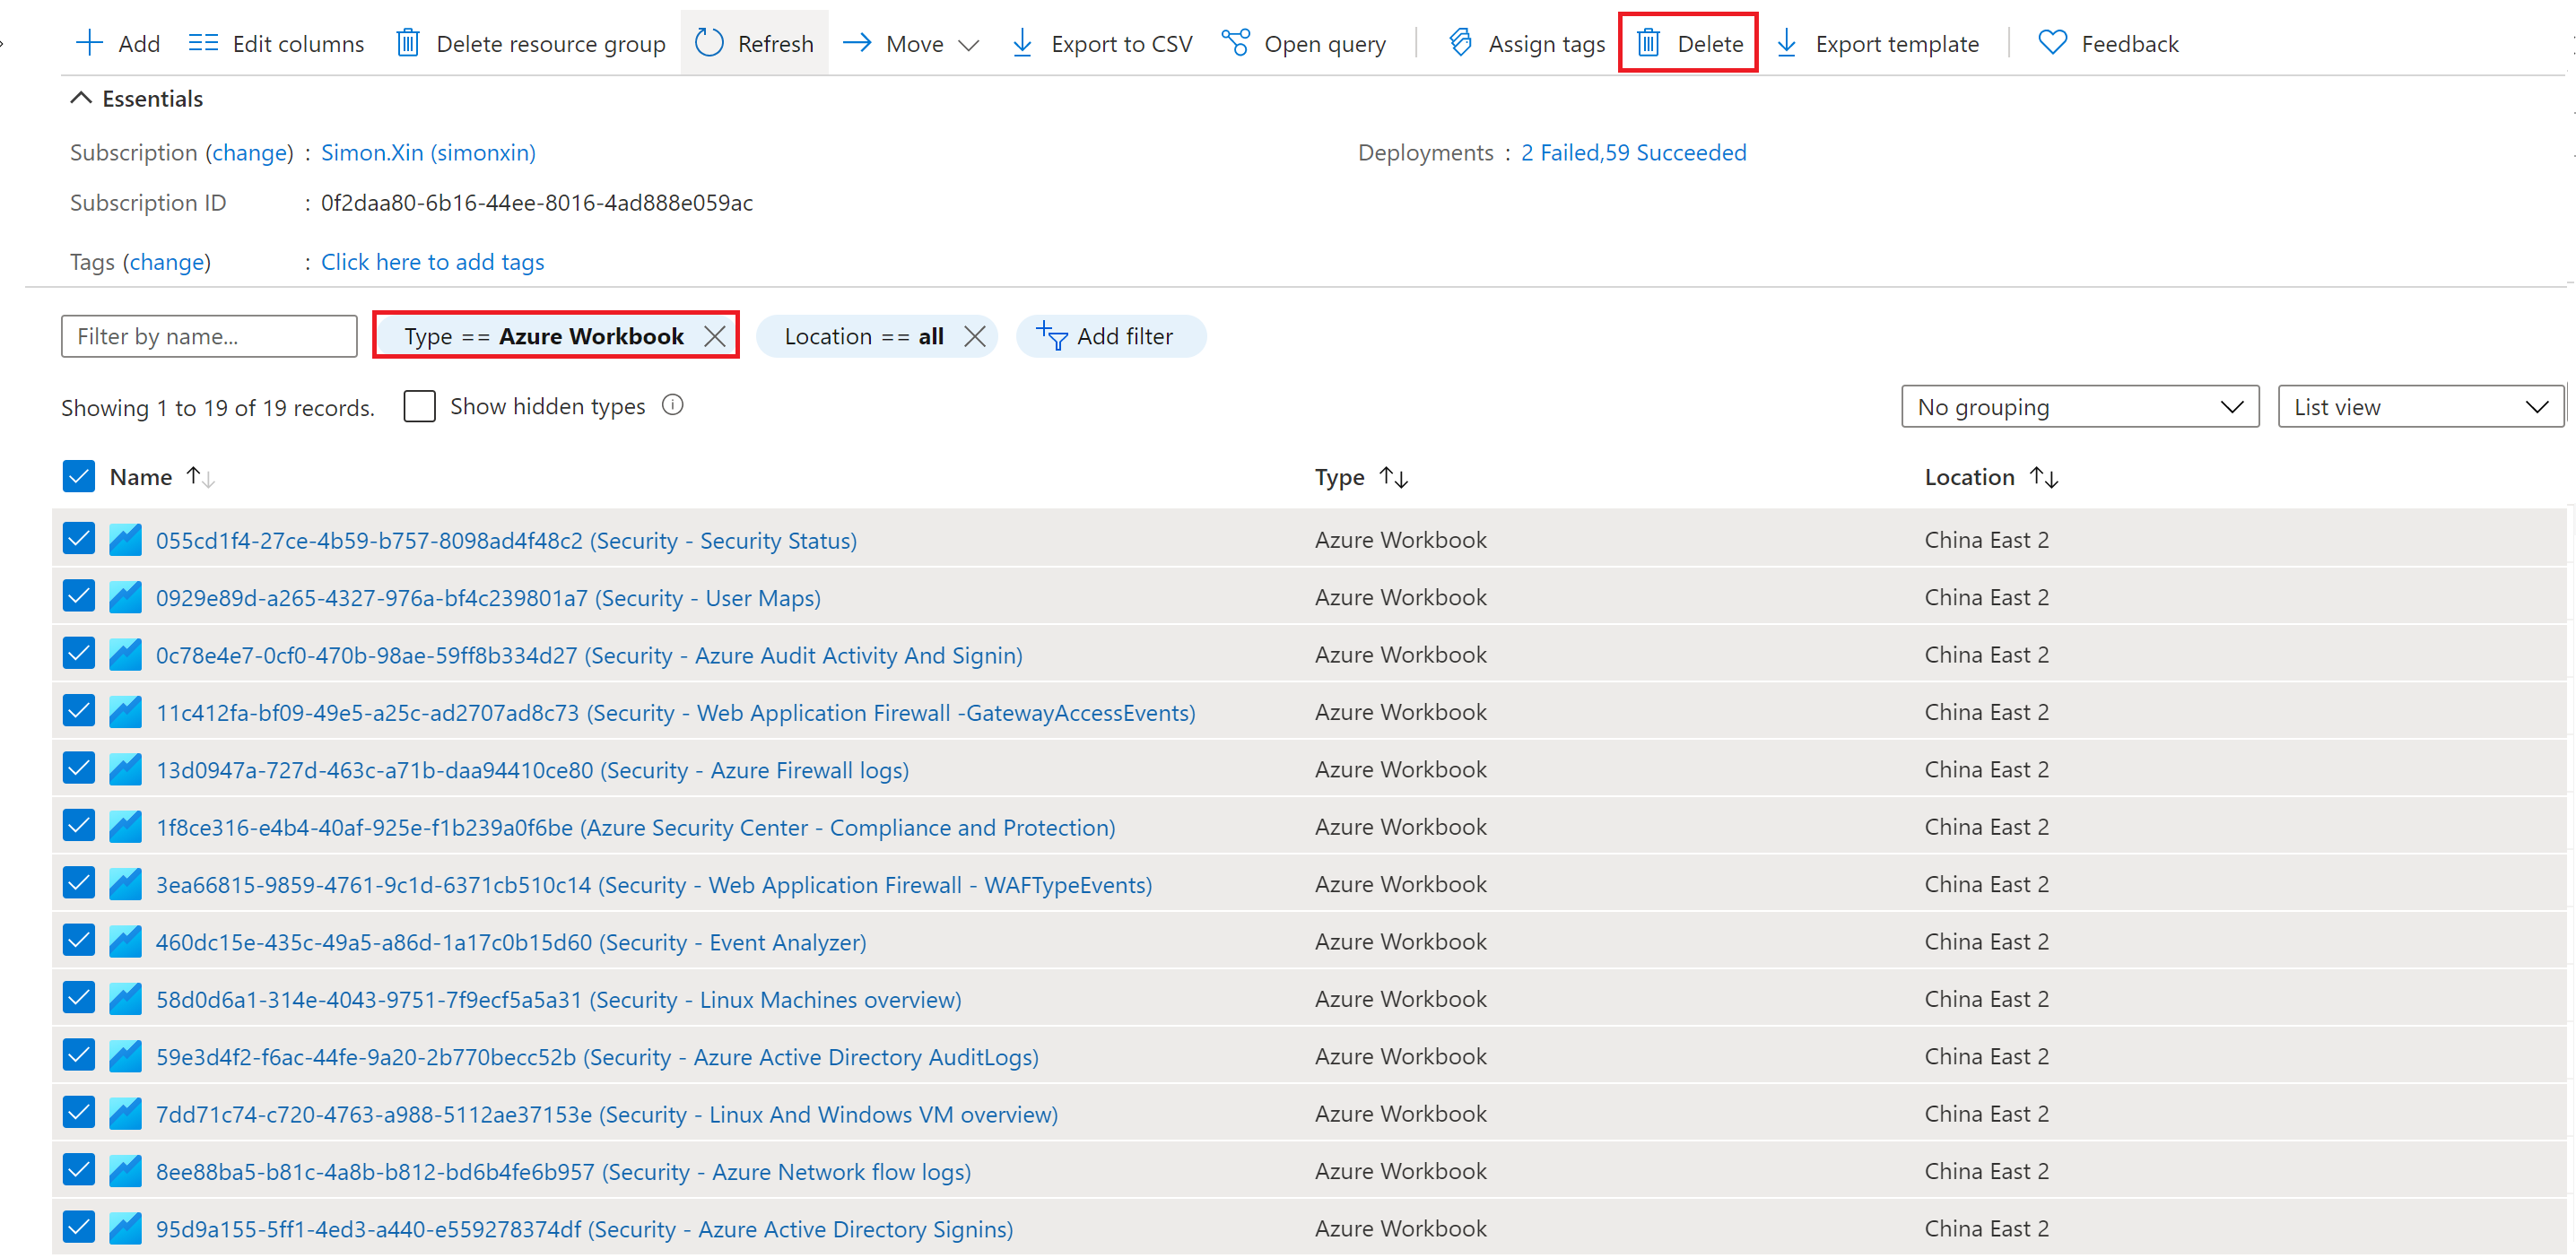 Add Edit columns Delete resource group Refresh Move Export to CSV Open query Assign tags Delete Export template Feedback
Essentials
Subscription (change) : Simon.Xin (simonxin) Deployments : 2 Failed,59 Succeeded
Subscription ID : 0f2daa80-6b16-44ee-8016-4ad888e059ac
Tags (change) : Click here to add tags
Filter by name... Type == Azure Workbook Location == all Add filter
Showing 1 to 19 of 19 records. Show hidden types No grouping List view
Name Type Location
055cd1f4-27ce-4b59-b757-8098ad4f48c2 (Security - Security Status) Azure Workbook China East 2
0929e89d-a265-4327-976a-bf4c239801a7 (Security - User Maps) Azure Workbook China East 2
0c78e4e7-0cf0-470b-98ae-59ff8b334d27 (Security - Azure Audit Activity And Signin) Azure Workbook China East 2
11c412fa-bf09-49e5-a25c-ad2707ad8c73 (Security - Web Application Firewall -GatewayAccessEvents) Azure Workbook China East 2
13d0947a-727d-463c-a71b-daa94410ce80 (Security - Azure Firewall logs) Azure Workbook China East 2
1f8ce316-e4b4-40af-925e-f1b239a0f6be (Azure Security Center - Compliance and Protection) Azure Workbook China East 2
3ea66815-9859-4761-9c1d-6371cb510c14 (Security - Web Application Firewall - WAFTypeEvents) Azure Workbook China East 2
460dc15e-435c-49a5-a86d-1a17c0b15d60 (Security - Event Analyzer) Azure Workbook China East 2
58d0d6a1-314e-4043-9751-7f9ecf5a5a31 (Security - Linux Machines overview) Azure Workbook China East 2
59e3d4f2-f6ac-44fe-9a20-2b770becc52b (Security - Azure Active Directory AuditLogs) Azure Workbook China East 2
7dd71c74-c720-4763-a988-5112ae37153e (Security - Linux And Windows VM overview) Azure Workbook China East 2
8ee88ba5-b81c-4a8b-b812-bd6b4fe6b957 (Security - Azure Network flow logs) Azure Workbook China East 2
95d9a155-5ff1-4ed3-a440-e559278374df (Security - Azure Active Directory Signins) Azure Workbook China East 2